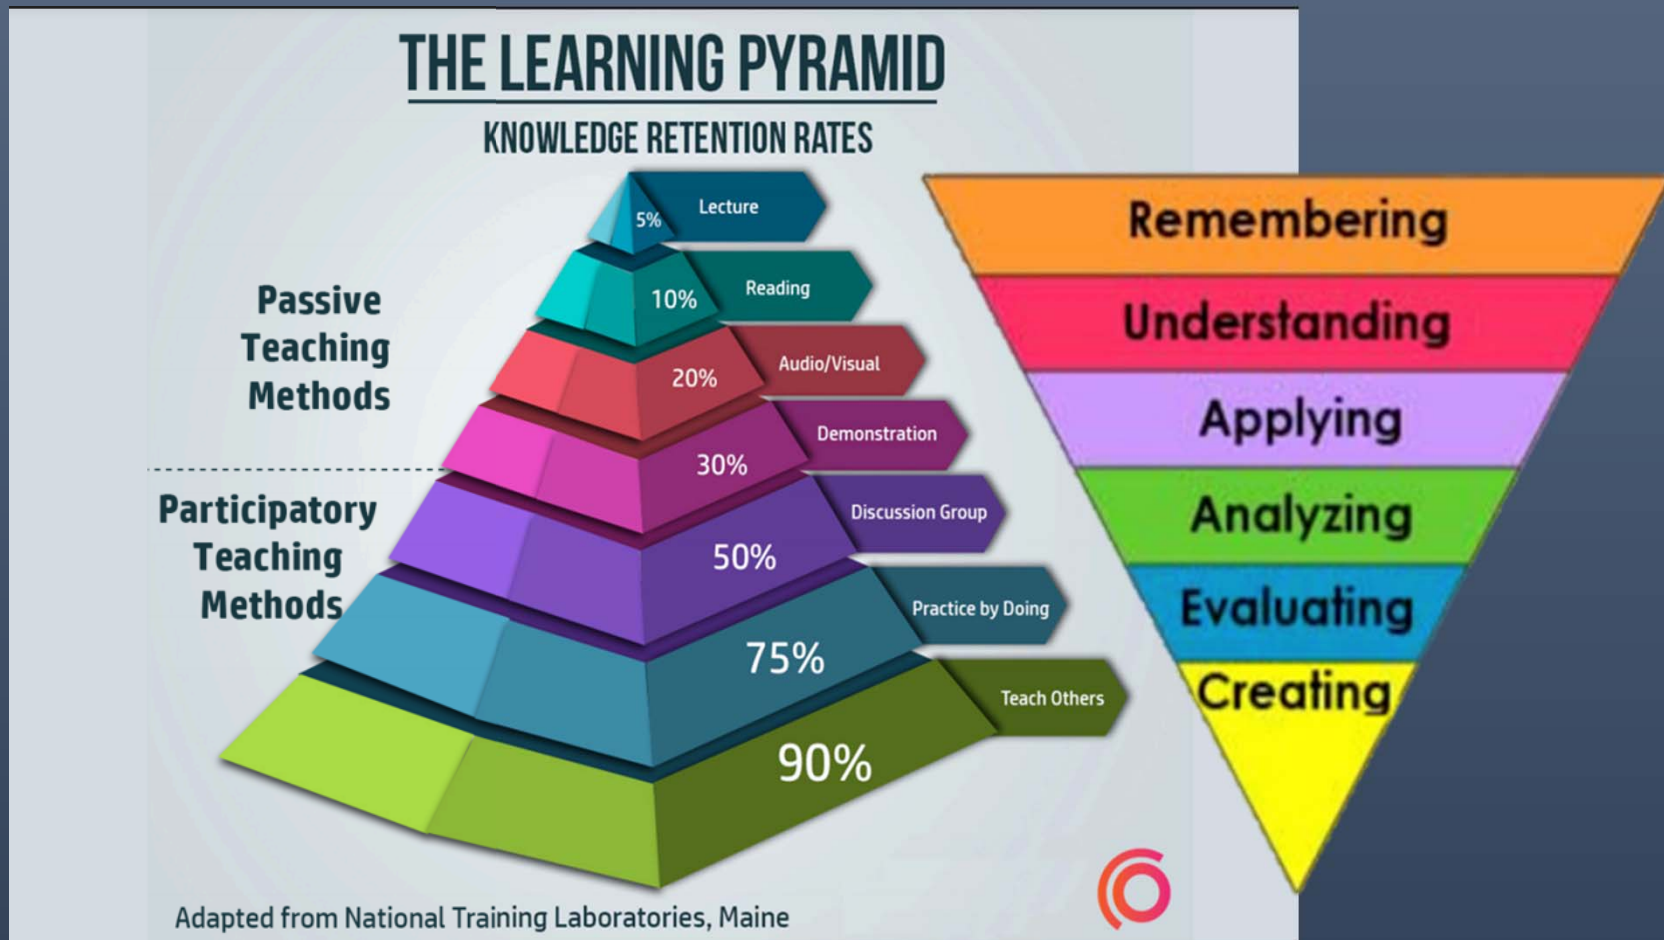 THE LEARNING PYRAMID
KNOWLEDGE RETENTION RATES
Passive
Teaching
Methods
Participatory
Teaching
Methods
5%
Lecture
10%
Reading
20%
Audio/Visual
30%
Demonstration
50%
Discussion Group
75%
Practice by Doing
90%
Teach Others
Adapted from National Training Laboratories, Maine
Remembering
Understanding
Applying
Analyzing
Evaluating
Creating